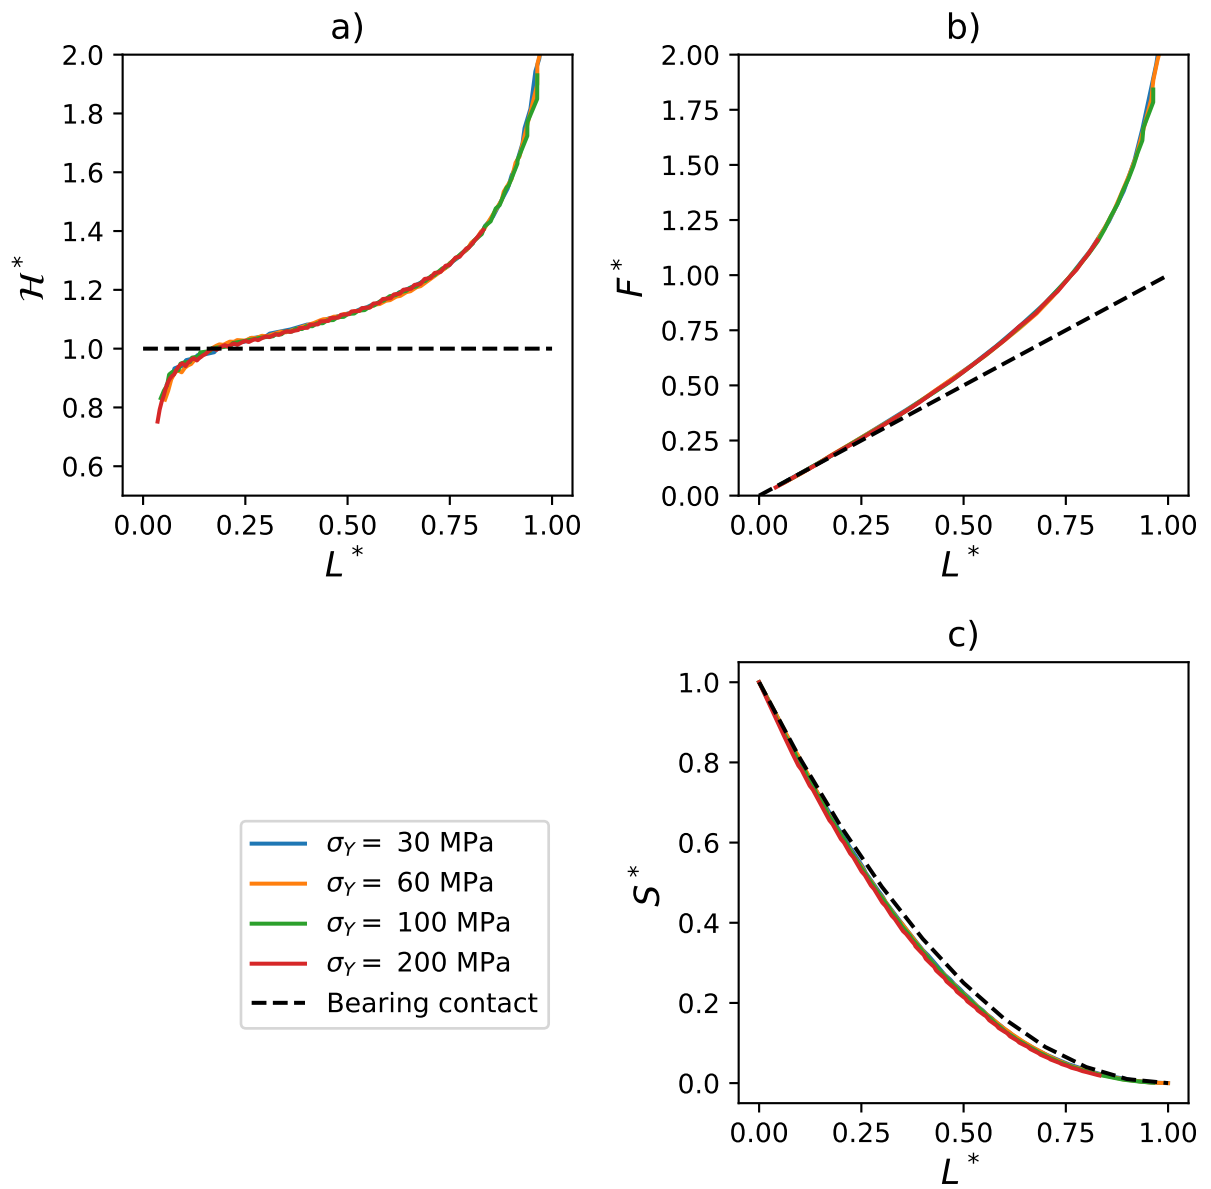 a)
2.0
1.8
1.6
1.4
1.2
1.0
0.8
0.6
ℋ*
0.00 0.25 0.50 0.75 1.00
L*
b)
2.00
1.75
1.50
1.25
1.00
0.75
0.50
0.25
0.00
F*
0.00 0.25 0.50 0.75 1.00
L*
c)
1.0
0.8
0.6
0.4
0.2
0.0
S*
0.00 0.25 0.50 0.75 1.00
L*
σY = 30 MPa
σY = 60 MPa
σY = 100 MPa
σY = 200 MPa
Bearing contact